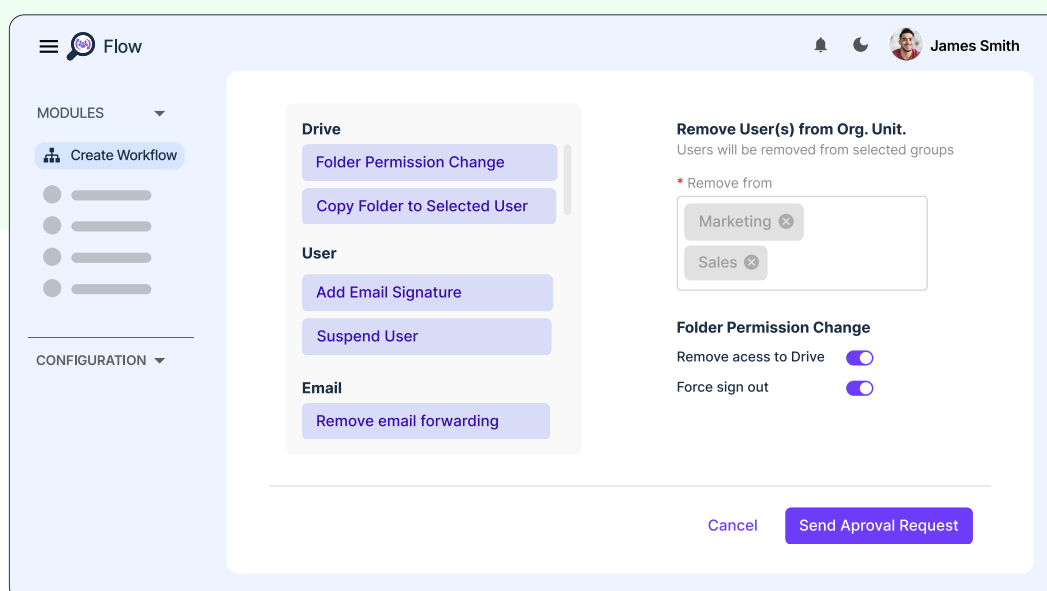 Flow
James Smith
MODULES
Create Workflow
CONFIGURATION
Drive
Folder Permission Change
Copy Folder to Selected User
User
Add Email Signature
Suspend User
Email
Remove email forwarding
Remove User(s) from Org. Unit.
Users will be removed from selected groups
* Remove from
Marketing
Sales
Folder Permission Change
Remove acess to Drive
Force sign out
Cancel
Send Aproval Request